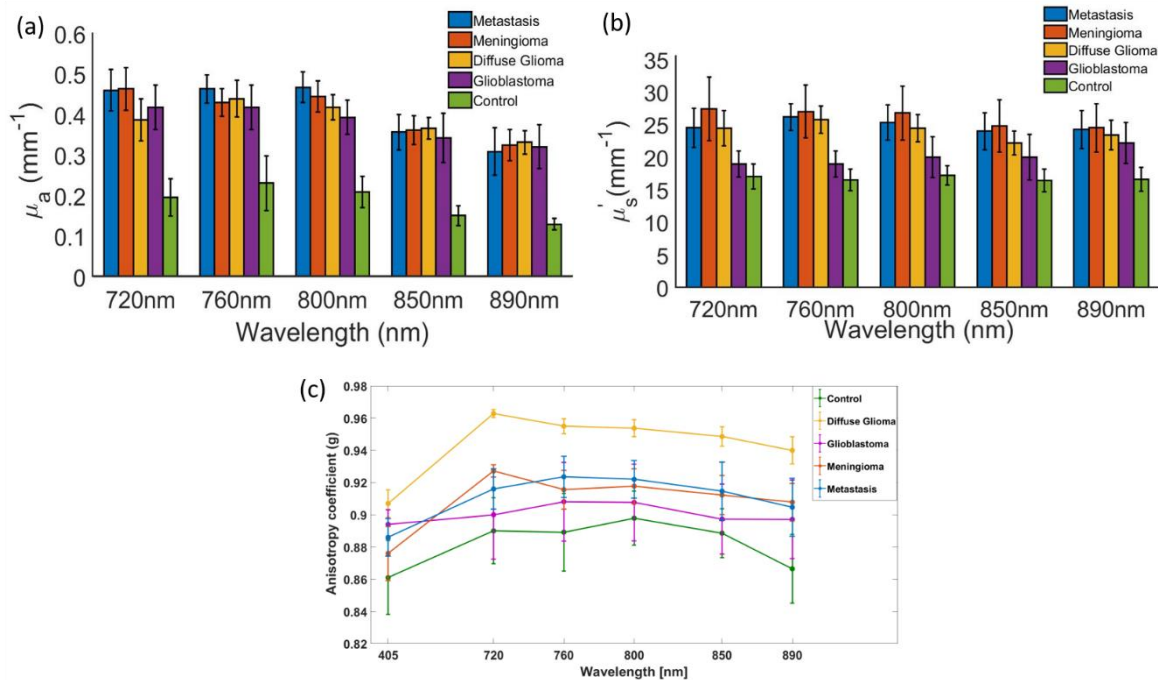 (a)
Metastasis
Meningioma
Diffuse Glioma
Glioblastoma
Control
0.6
0.5
0.4
0.3
0.2
0.1
0
μa (mm-1)
720nm 760nm 800nm 850nm 890nm
Wavelength (nm)
(b)
Metastasis
Meningioma
Diffuse Glioma
Glioblastoma
Control
35
30
25
20
15
10
5
0
μs' (mm-1)
720nm 760nm 800nm 850nm 890nm
Wavelength (nm)
(c)
0.98
0.96
0.94
0.92
0.9
0.88
0.86
0.84
0.82
Anisotropy coefficient (g)
Control
Diffuse Glioma
Glioblastoma
Meningioma
Metastasis
405 720 760 800 850 890
Wavelength [nm]